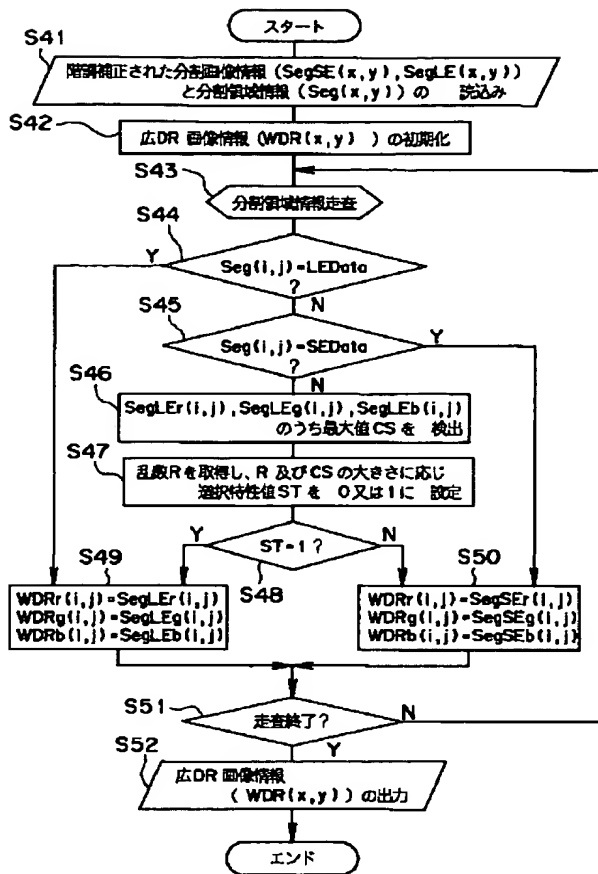 スタート
S41
階調補正された分割画像情報(SegSE(x,y),SegLE(x,y))
と分割領域情報(Seg(x,y))の 読込み
S42
広DR 画像情報(WDR(x,y) )の初期化
S43
分割領域情報走査
S44
Y
Seg(i,j)=LEData
?
N
S45
Y
Seg(i,j)=SEData
?
N
S46
SegLEr(i,j),SegLEg(i,j),SegLEb(i,j)
のうち最大値CSを 検出
S47
乱数Rを取得し、R 及びCSの大きさに応じ
選択特性値STを 0又は1に 設定
Y
ST=1?
N
S48
S49
WDRr(i,j)=SegLEr(i,j)
WDRg(i,j)=SegLEg(i,j)
WDRb(i,j)=SegLEb(i,j)
S50
WDRr(i,j)=SegSEr(i,j)
WDRg(i,j)=SegSEg(i,j)
WDRb(i,j)=SegSEb(i,j)
S51
走査終了?
N
Y
S52
広DR 画像情報
(WDR(x,y))の出力
エンド